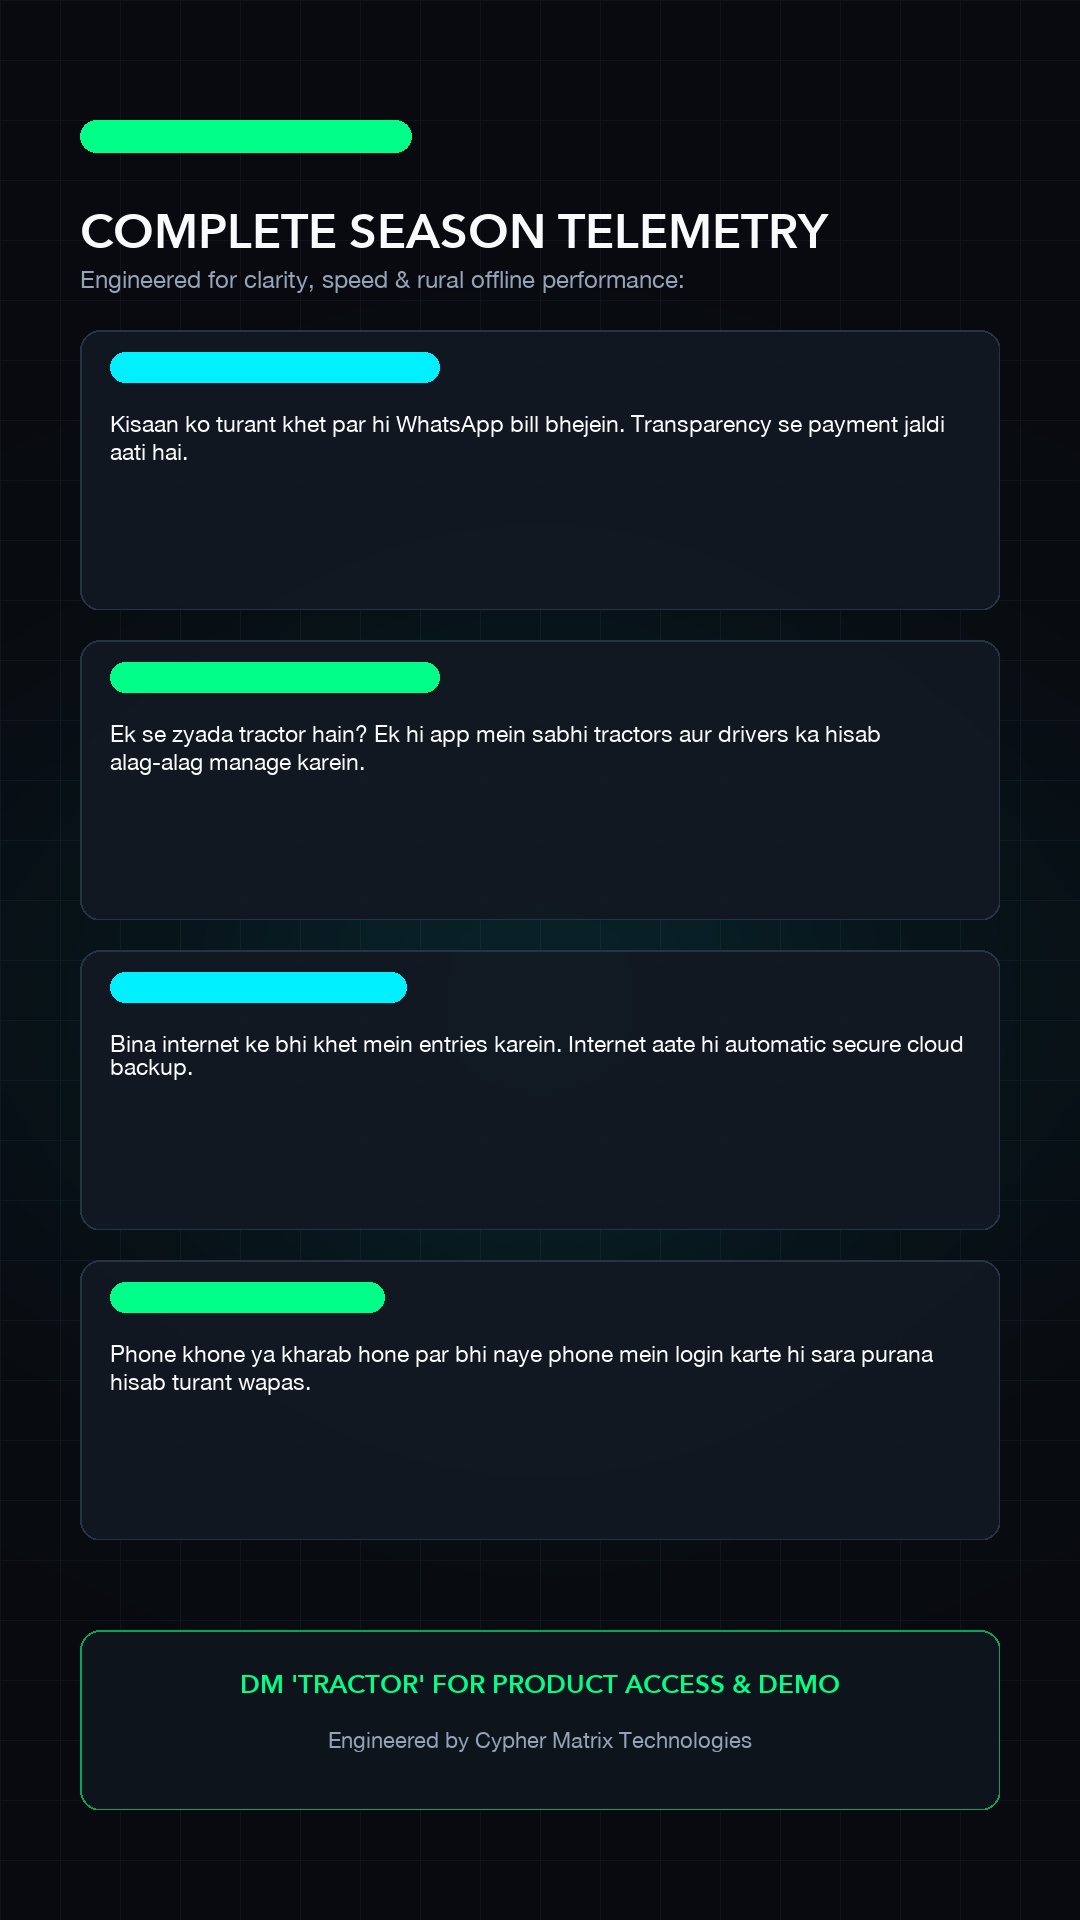 COMPLETE SEASON TELEMETRY
Engineered for clarity, speed & rural offline performance:
Kisaan ko turant khet par hi WhatsApp bill bhejein. Transparency se payment jaldi
aati hai.
Ek se zyada tractor hain? Ek hi app mein sabhi tractors aur drivers ka hisab
alag-alag manage karein.
Bina internet ke bhi khet mein entries karein. Internet aate hi automatic secure cloud
backup.
Phone khone ya kharab hone par bhi naye phone mein login karte hi sara purana
hisab turant wapas.
DM 'TRACTOR' FOR PRODUCT ACCESS & DEMO
Engineered by Cypher Matrix Technologies